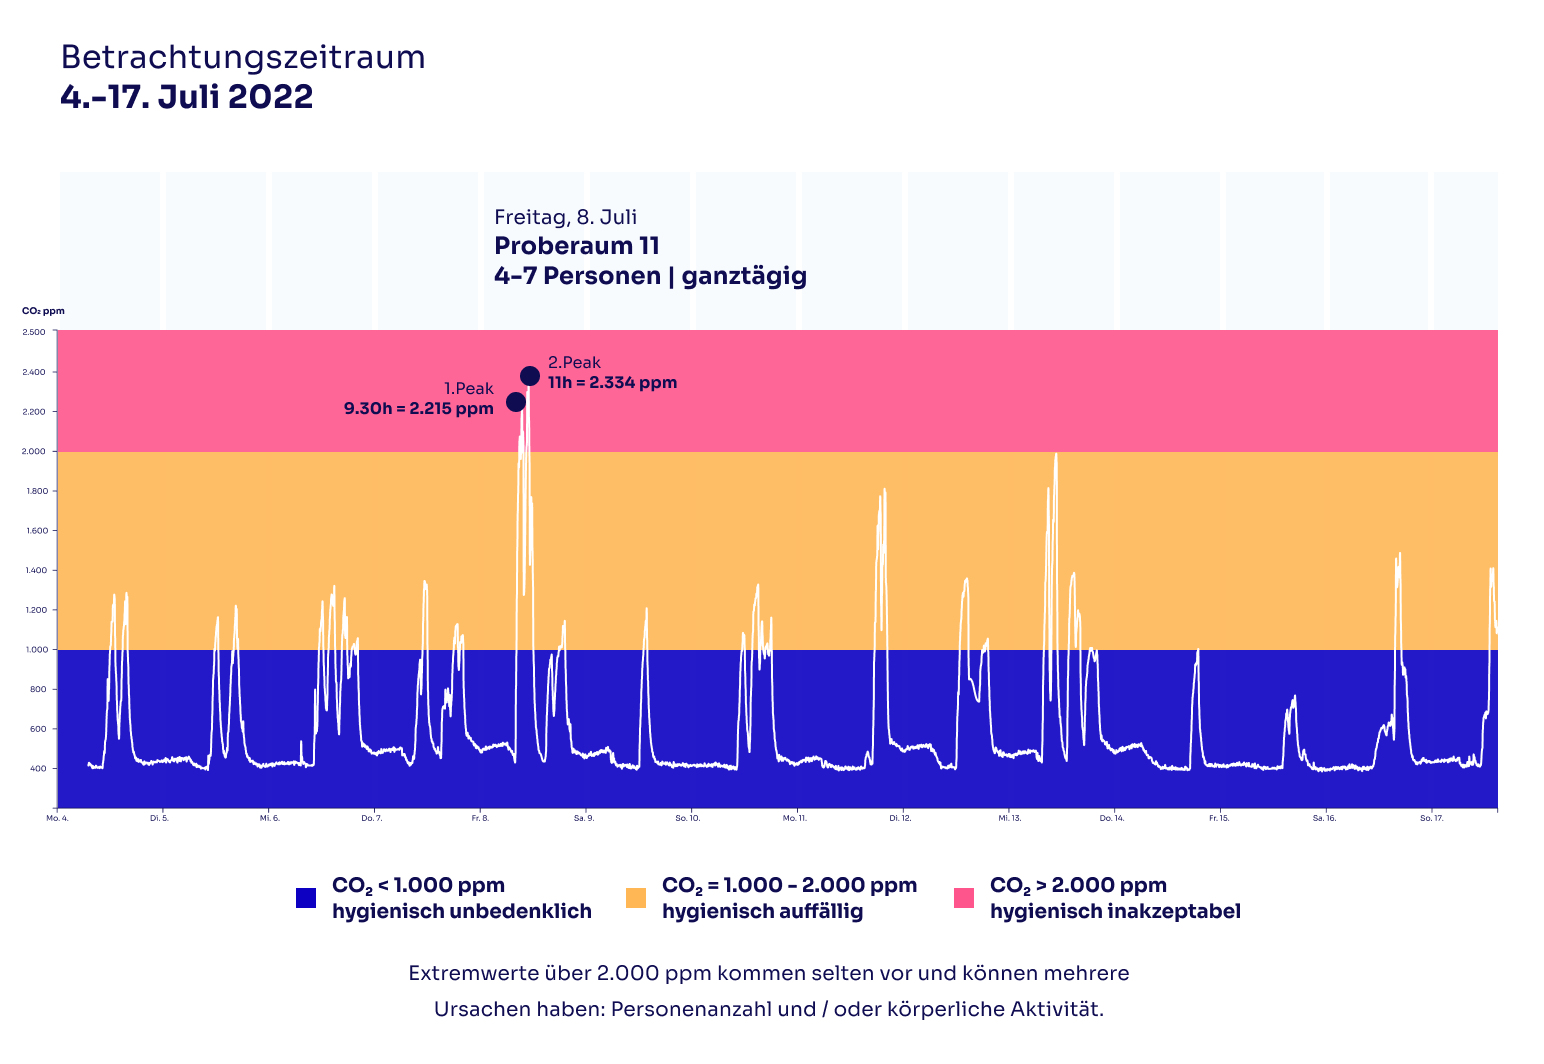 Betrachtungszeitraum
4.-17. Juli 2022
Freitag, 8. Juli
Proberaum 11
4-7 Personen | ganztägig
CO₂ ppm
2.500
2.400
2.200
2.000
1.800
1.600
1.400
1.200
1.000
800
600
400
1.Peak
9.30h = 2.215 ppm
2.Peak
11h = 2.334 ppm
Mo. 4. Di. 5. Mi. 6. Do. 7. Fr. 8. Sa. 9. So. 10. Mo. 11. Di. 12. Mi. 13. Do. 14. Fr. 15. Sa. 16. So. 17.
CO₂ < 1.000 ppm
hygienisch unbedenklich
CO₂ = 1.000 - 2.000 ppm
hygienisch auffällig
CO₂ > 2.000 ppm
hygienisch inakzeptabel
Extremwerte über 2.000 ppm kommen selten vor und können mehrere
Ursachen haben: Personenanzahl und / oder körperliche Aktivität.